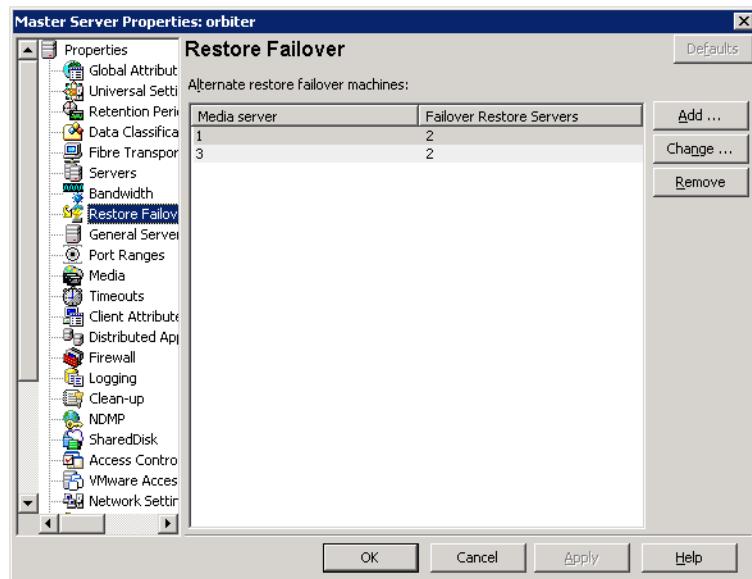 Master Server Properties: orbiter
Properties
Global Attribut
Universal Setti
Retention Peri
Data Classifica
Fibre Transpor
Servers
Bandwidth
Restore Failov
General Server
Port Ranges
Media
Timeouts
Client Attribute
Distributed App
Firewall
Logging
Clean-up
NDMP
SharedDisk
Access Contro
VMware Acces
Network Settin
Restore Failover
Defaults
Alternate restore failover machines:
Media server Failover Restore Servers
1 2
3 2
Add ...
Change ...
Remove
OK Cancel Apply Help